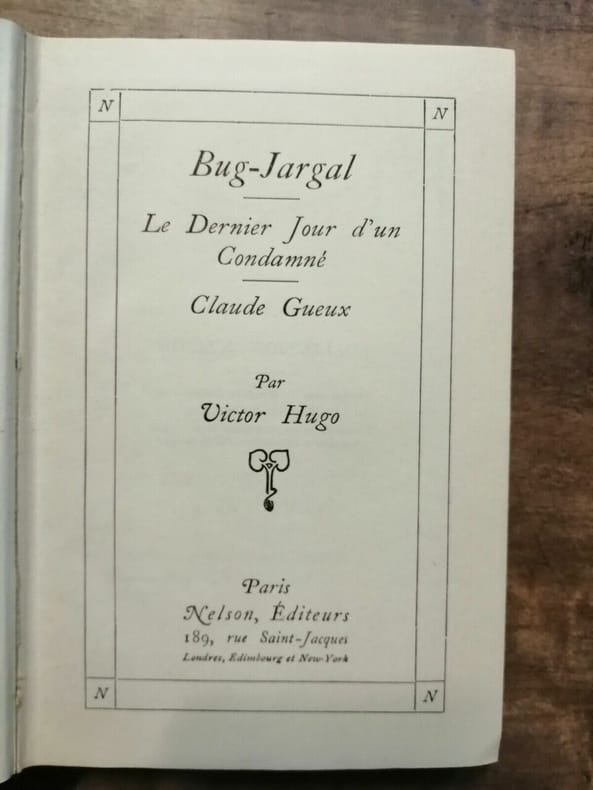 N
N
Bug-Jargal
Le Dernier Jour d'un
Condamné
Claude Gueux
Par
Victor Hugo
Paris
Nelson, Éditeurs
189, rue Saint-Jacques
Londres, Edimbourg et New-York
N
N